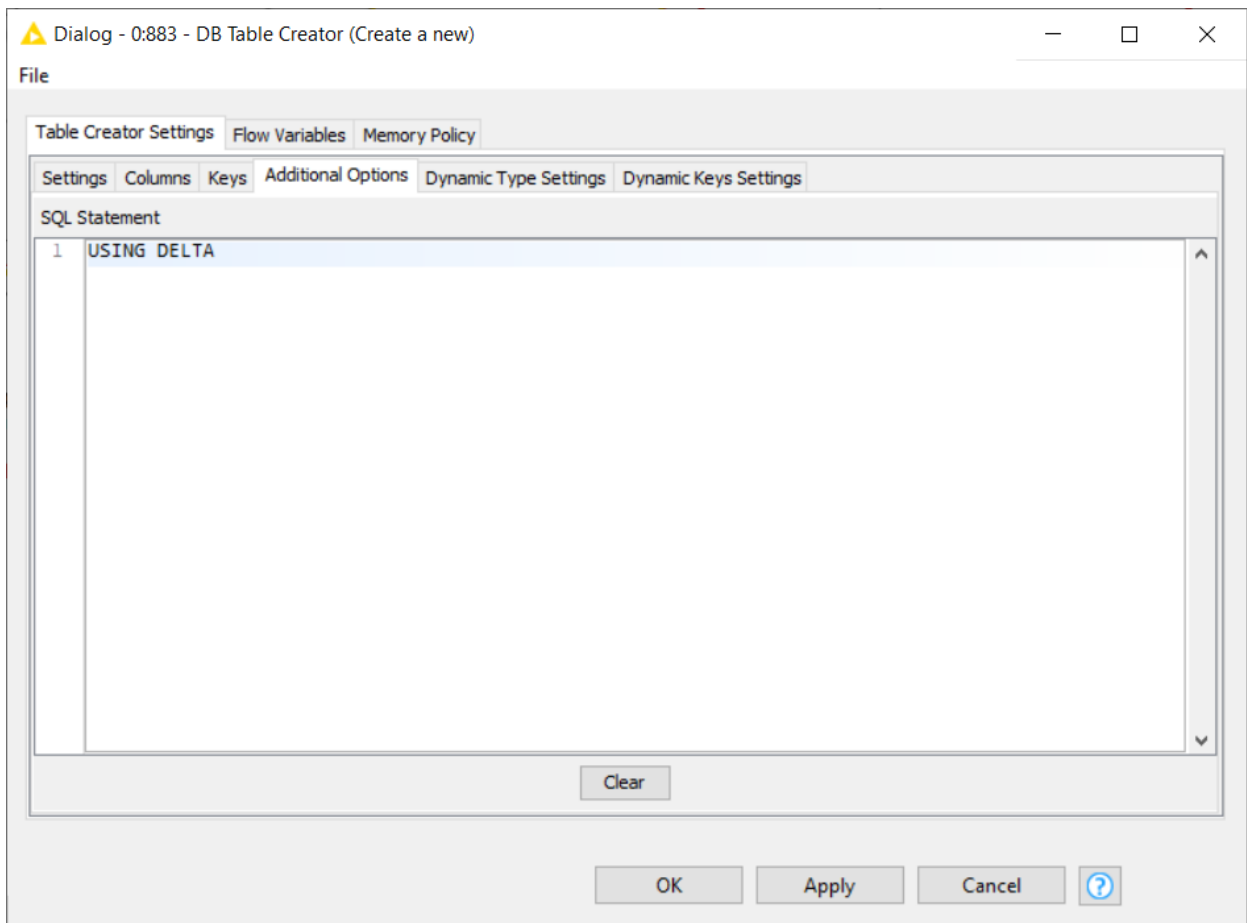 Dialog - 0:883 - DB Table Creator (Create a new)
File
Table Creator Settings Flow Variables Memory Policy
Settings Columns Keys Additional Options Dynamic Type Settings Dynamic Keys Settings
SQL Statement
1 USING DELTA
Clear
OK Apply Cancel ?